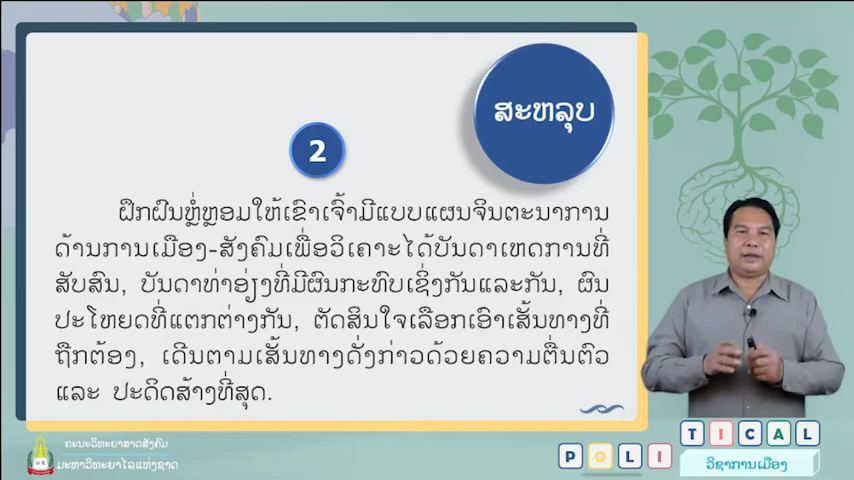 ສະຫລຸບ
2
ຝຶກຝົນຫຼໍ່ຫຼອມໃຫ້ເຂົາເຈົ້າມີແບບແຜນຈິນຕະນາການ
ດ້ານການເມືອງ-ສັງຄົມເພື່ອວິເຄາະໄດ້ບັນດາເຫດການທີ່
ສັບສົນ, ບັນດາທ່າອ່ຽງທີ່ມີຜົນກະທົບເຊິ່ງກັນແລະກັນ, ຜົນ
ປະໂຫຍດທີ່ແຕກຕ່າງກັນ, ຕັດສິນໃຈເລືອກເອົາເສັ້ນທາງທີ່
ຖືກຕ້ອງ, ເດີນຕາມເສັ້ນທາງດັ່ງກ່າວດ້ວຍຄວາມຕື່ນຕົວ
ແລະ ປະດິດສ້າງທີ່ສຸດ.
ຄະນະວິທະຍາສາດສັງຄົມ
ມະຫາວິທະຍາໄລແຫ່ງຊາດ
POLITICAL
ວິຊາການເມືອງ